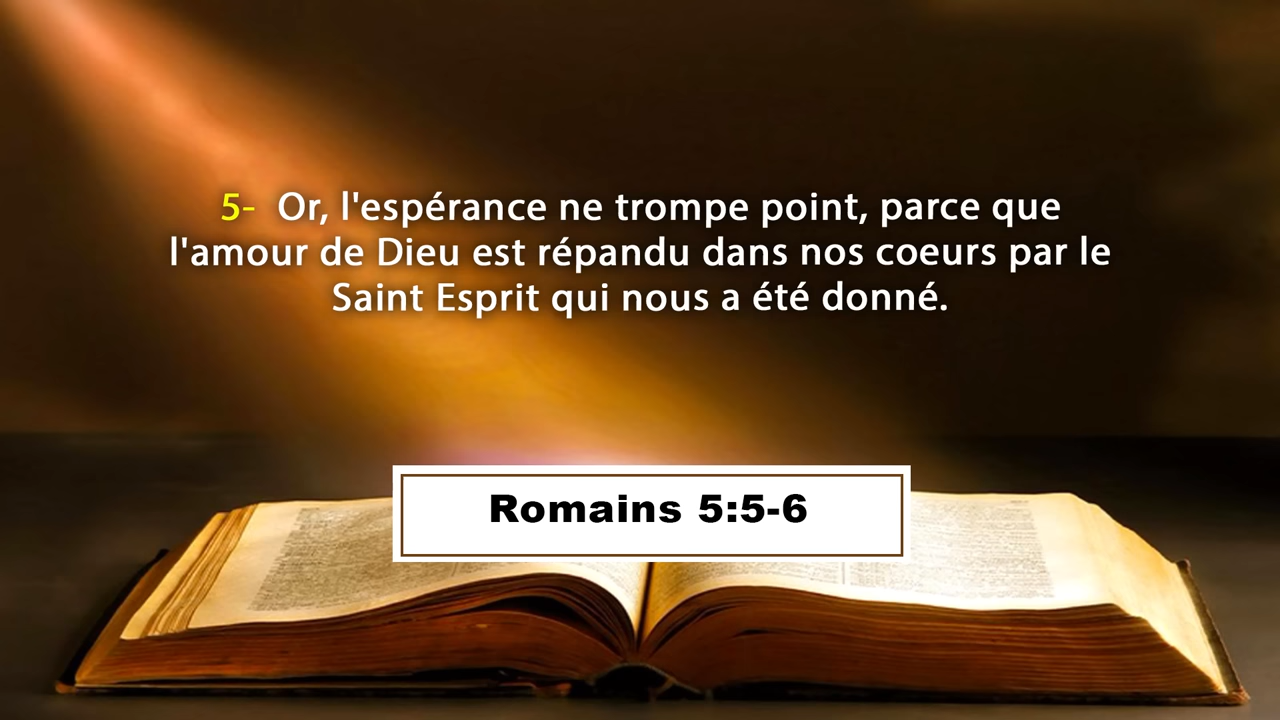 5- Or, l'espérance ne trompe point, parce que
l'amour de Dieu est répandu dans nos coeurs par le
Saint Esprit qui nous a été donné.
Romains 5:5-6